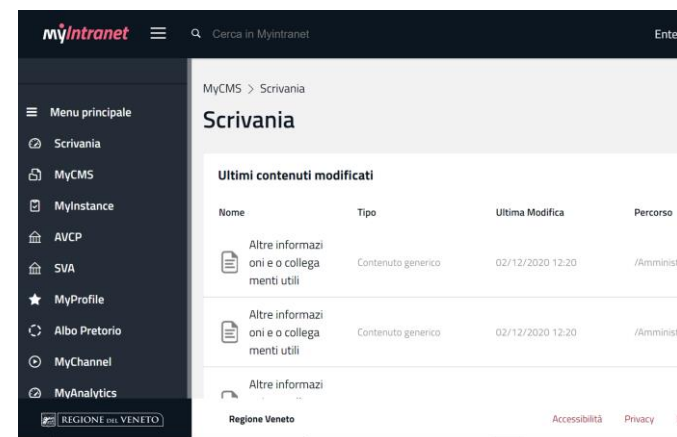 myIntranet
Cerca in Myintranet
Ente
MyCMS > Scrivania
Scrivania
Menu principale
Scrivania
MyCMS
MyInstance
AVCP
SVA
MyProfile
Albo Pretorio
MyChannel
MyAnalytics
REGIONE DEL VENETO
Ultimi contenuti modificati
Nome Tipo Ultima Modifica Percorso
Altre informazi
oni e o collega
menti utili
Contenuto generico 02/12/2020 12:20 /Amminist
Altre informazi
oni e o collega
menti utili
Contenuto generico 02/12/2020 12:20 /Amminist
Altre informazi
Regione Veneto Accessibilità Privacy